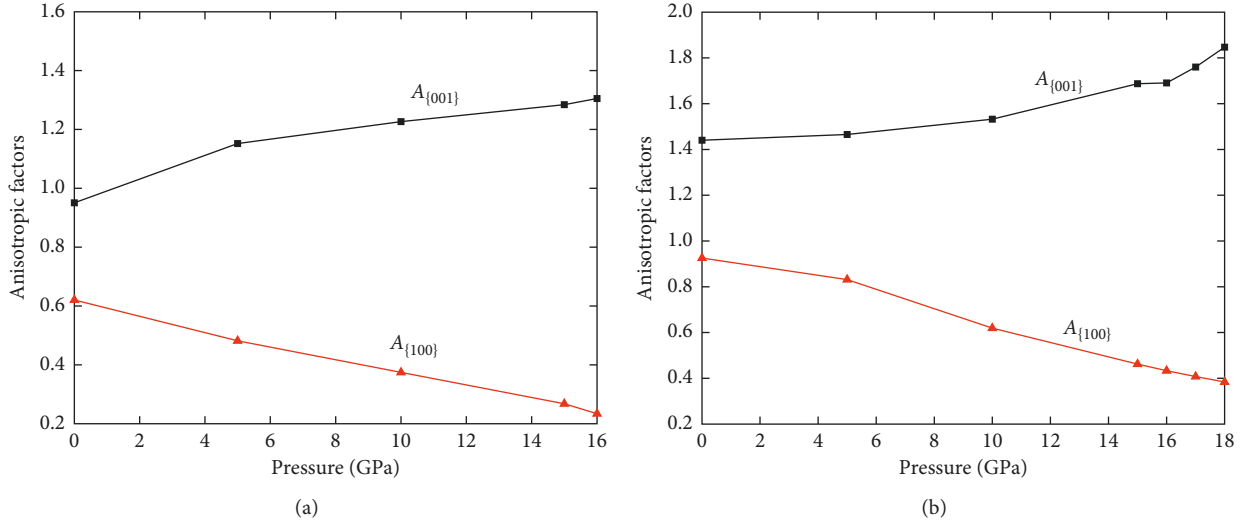 1.6
1.4
1.2
1.0
0.8
0.6
0.4
0.2
Anisotropic factors
A{001}
A{100}
0 2 4 6 8 10 12 14 16
Pressure (GPa)
(a)
2.0
1.8
1.6
1.4
1.2
1.0
0.8
0.6
0.4
0.2
Anisotropic factors
A{001}
A{100}
0 2 4 6 8 10 12 14 16 18
Pressure (GPa)
(b)